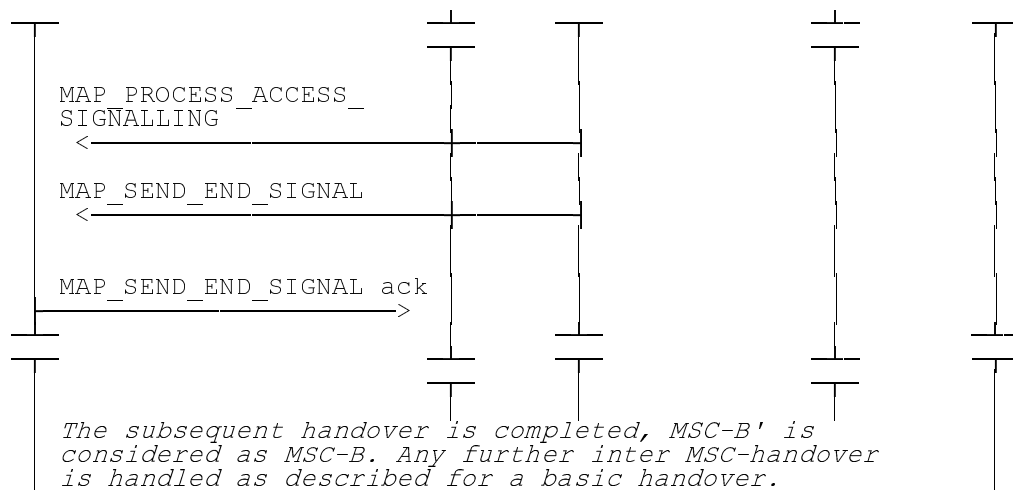 MAP_PROCESS_ACCESS_
SIGNALLING
MAP_SEND_END_SIGNAL
MAP_SEND_END_SIGNAL ack
The subsequent handover is completed, MSC-B' is
considered as MSC-B. Any further inter MSC-handover
is handled as described for a basic handover.